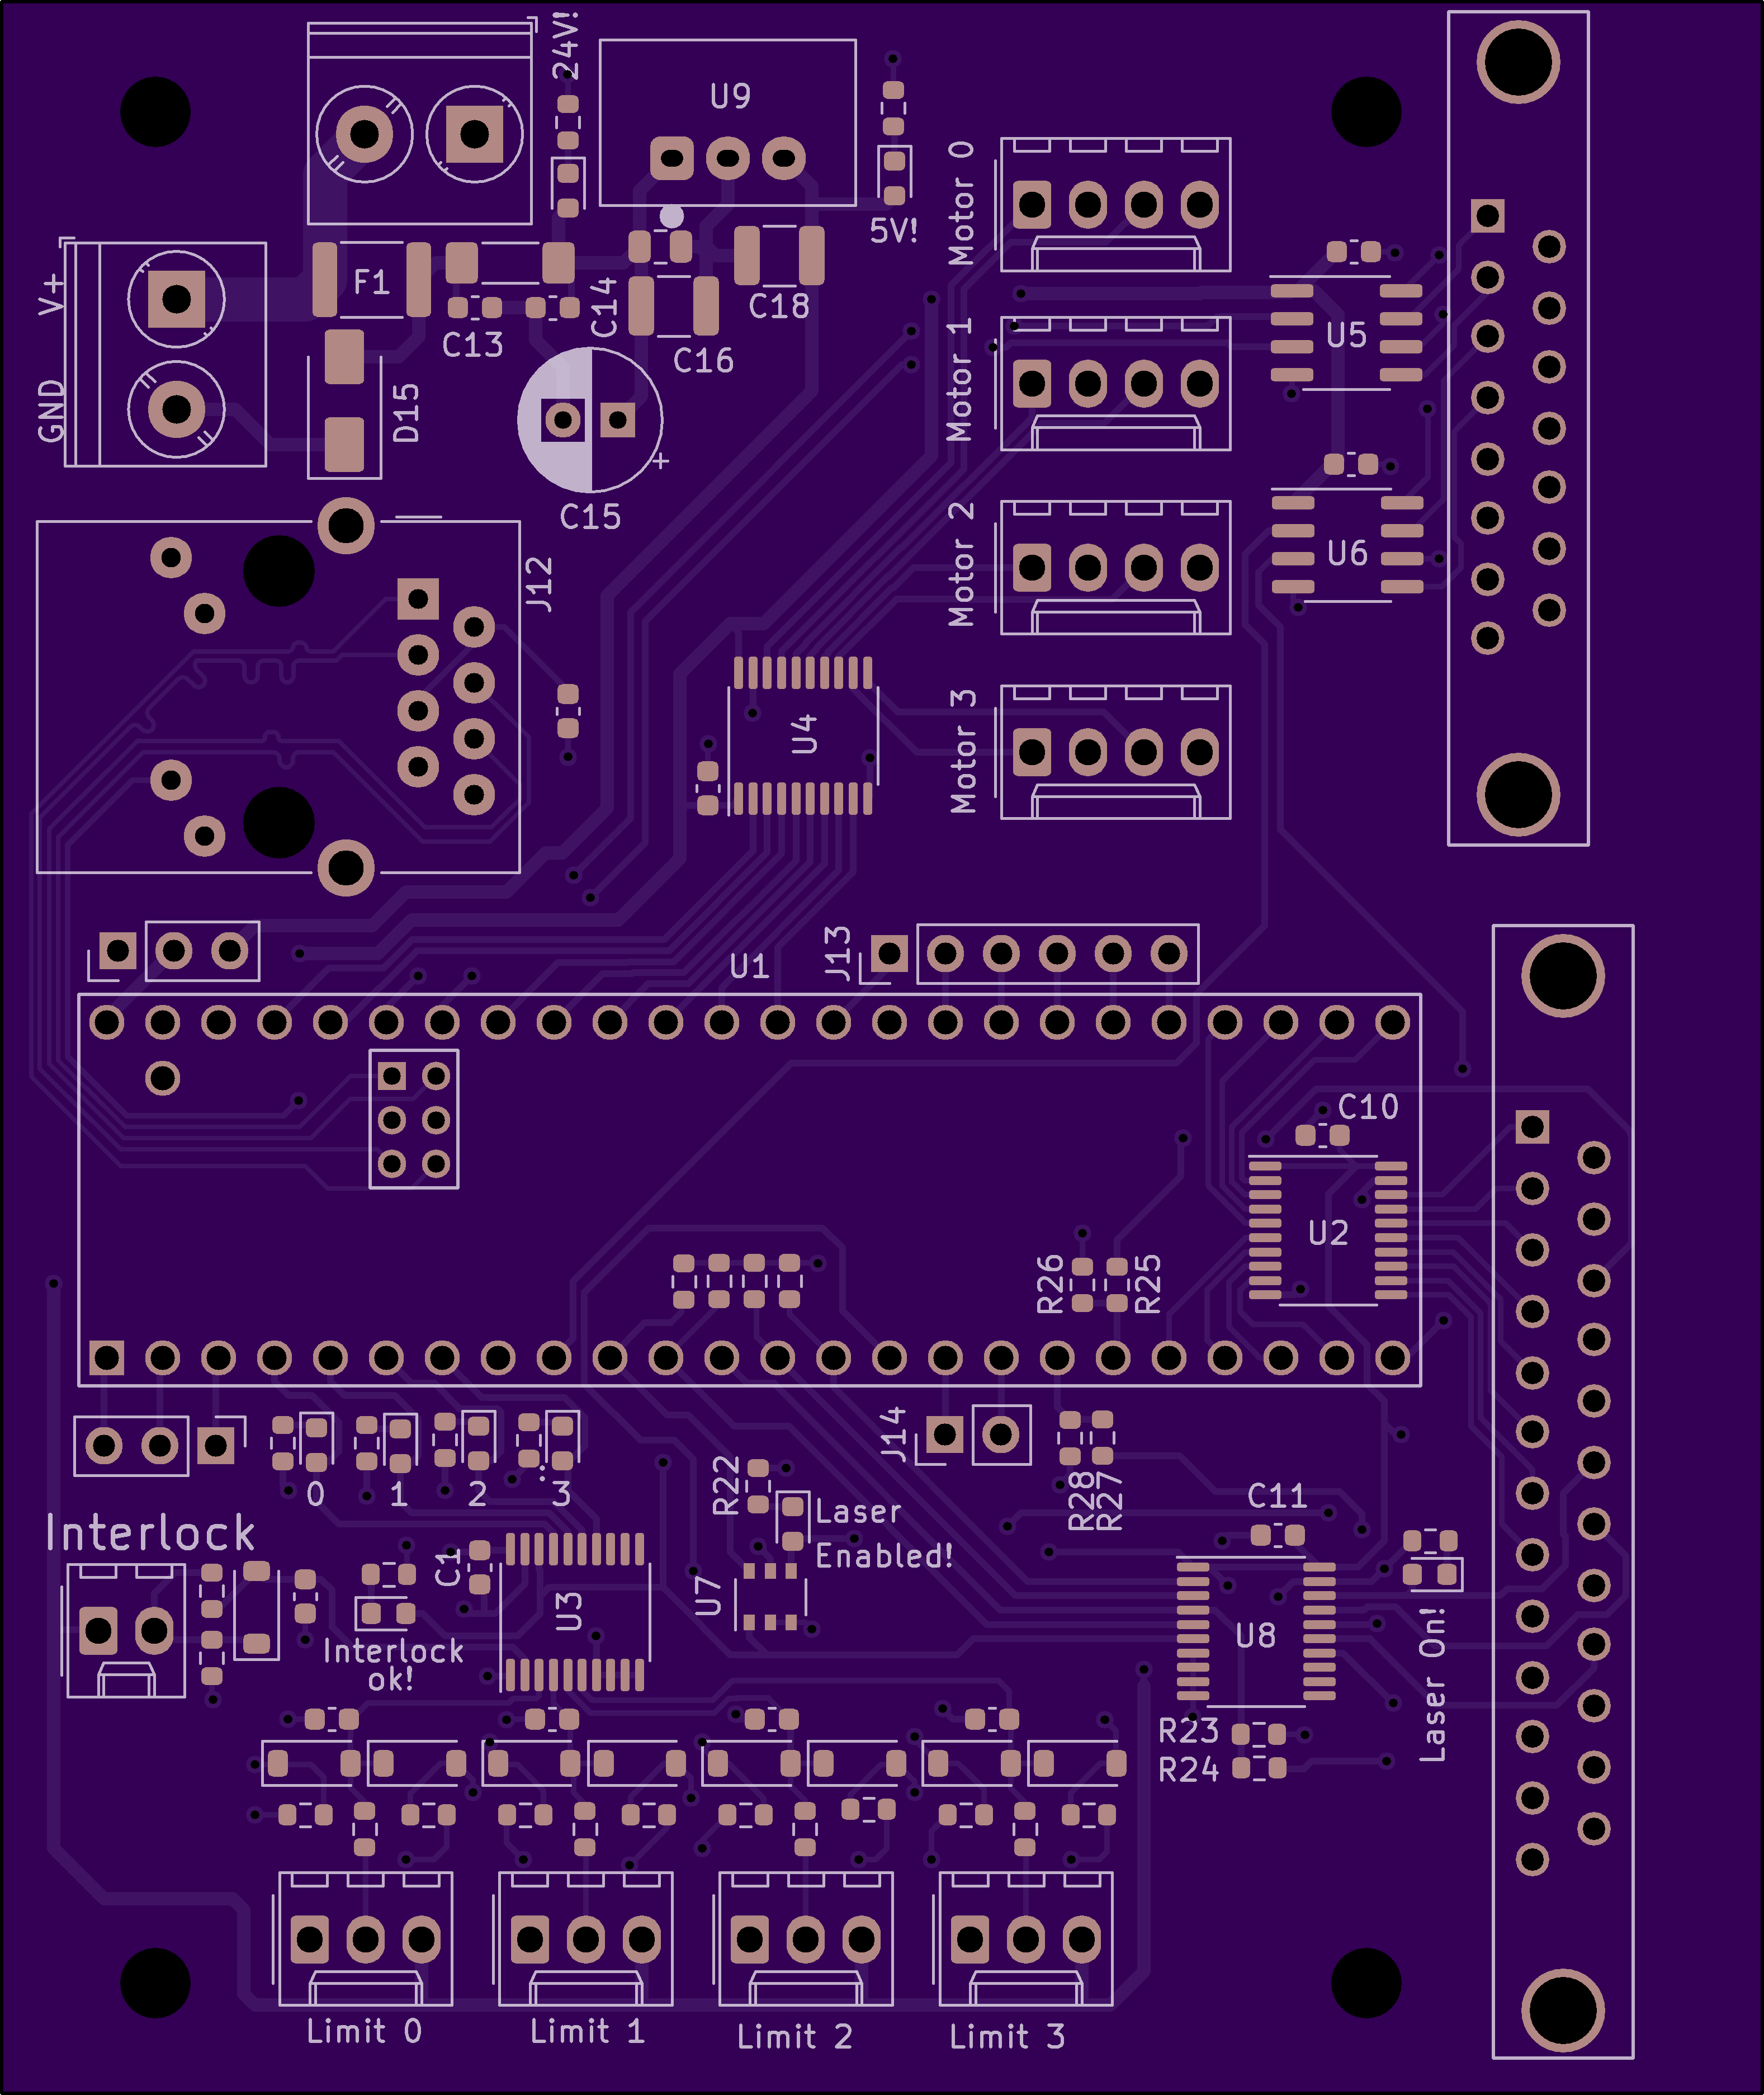 24V!
U9
5V!
Motor 0
V+
F1
C13
C14
C18
C16
U5
Motor 1
GND
D15
+
C15
Motor 2
U6
J12
U4
Motor 3
J13
U1
C10
U2
R26
R25
J14
0
1
2
3
R22
Laser
Enabled!
R28
R27
C11
Interlock
C1
U3
U7
U8
Interlock
ok!
Laser On!
R23
R24
Limit 0
Limit 1
Limit 2
Limit 3